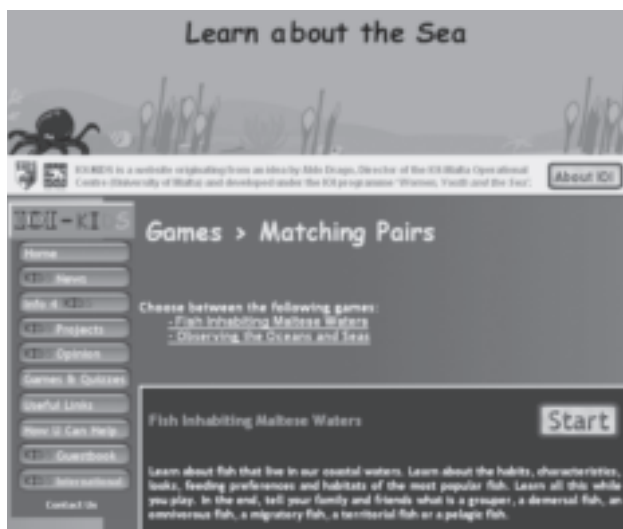 Learn about the Sea
is a website originating from an idea by Aldo Drago, Director of the IOI-Malta Operational
Centre (University of Malta) and developed under the IOI programme 'Women, Youth and the Sea'.
About IOI
IOI-KIDS
Games > Matching Pairs
Home
News
Info 4
Projects
Opinion
Games & Quizzes
Useful Links
How U Can Help
Guestbook
International
Contact Us
Choose between the following games:
- Fish Inhabiting Maltese Waters
- Observing the Oceans and Seas
Fish Inhabiting Maltese Waters
Start
Learn about fish that live in our coastal waters. Learn about the habits, characteristics,
looks, feeding preferences and habitats of the most popular fish. Learn all this while
you play. In the end, tell your family and friends what is a grouper, a demersal fish, an
omnivorous fish, a migratory fish, a territorial fish or a pelagic fish.